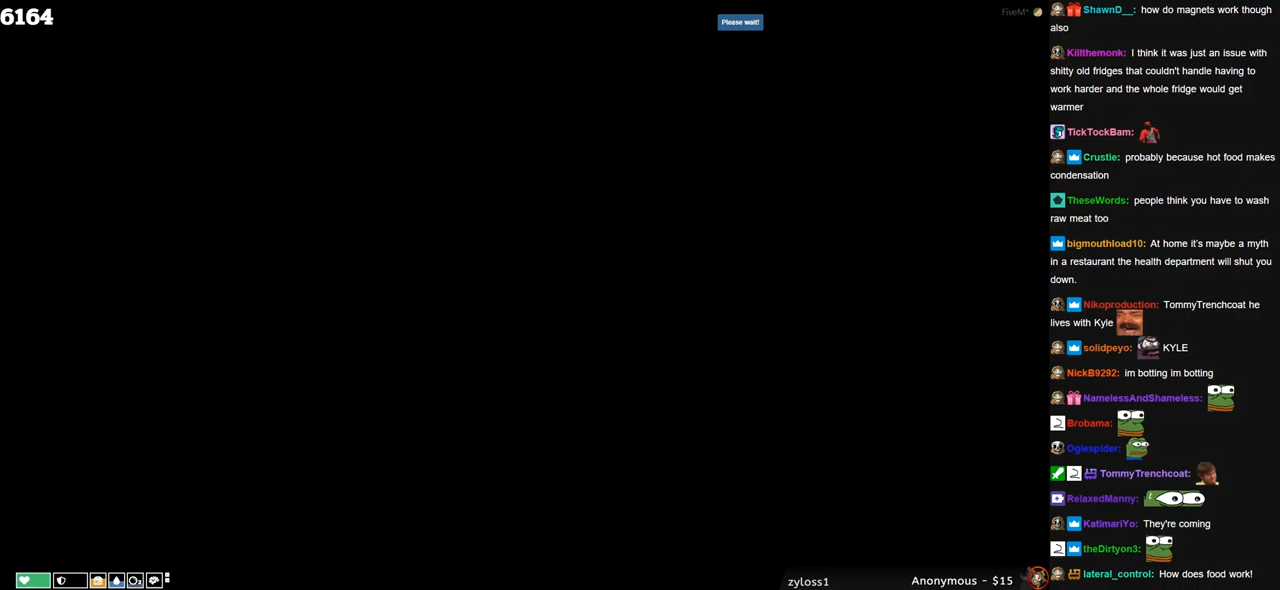 6164
Please wait!
FiveM*
ShawnD__: how do magnets work though
also
Killthemonk: I think it was just an issue with
shitty old fridges that couldn't handle having to
work harder and the whole fridge would get
warmer
TickTockBam:
Crustie: probably because hot food makes
condensation
TheseWords: people think you have to wash
raw meat too
bigmouthload10: At home it's maybe a myth
in a restaurant the health department will shut you
down.
Nikoproduction: TommyTrenchcoat he
lives with Kyle
solidpeyo: KYLE
NickB9292: im botting im botting
NamelessAndShameless:
Brobama:
Oglespider:
TommyTrenchcoat:
RelaxedManny:
KatimariYo: They're coming
theDirtyon3:
lateral_control: How does food work!
O₂
zyloss1
Anonymous - $15